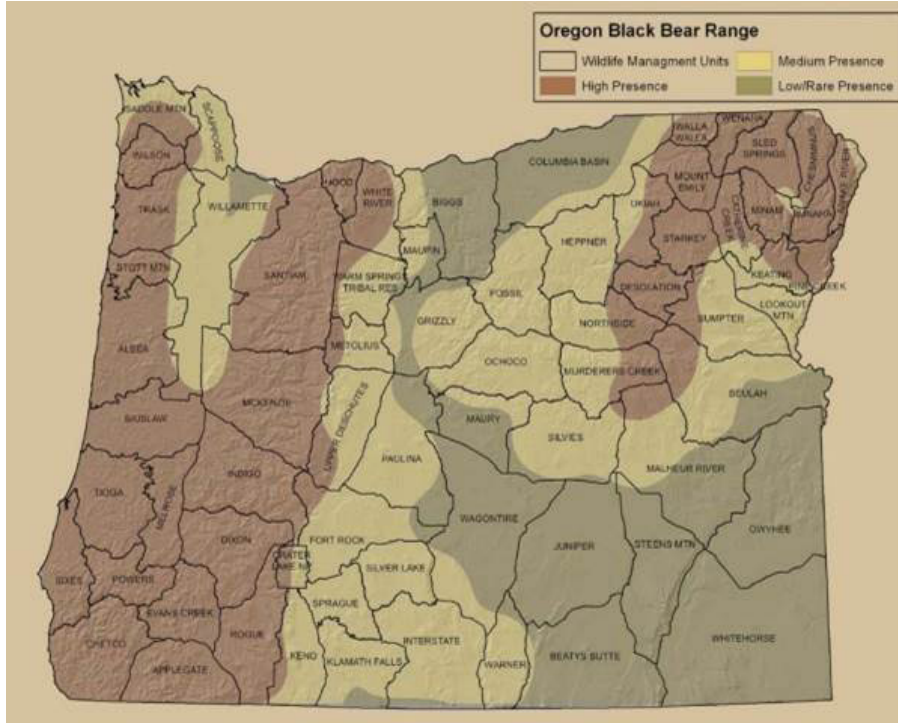 Oregon Black Bear Range
Wildlife Managment Units
Medium Presence
High Presence
Low/Rare Presence
SADDLE MTN
SCAPPOOSE
WILSON
TRASK
WILLAMETTE
STOTT MTN
ALSEA
SIUSLAW
TIOGA
MELROSE
SIXES
POWERS
CHETCO
EVANS CREEK
APPLEGATE
ROGUE
DIXON
INDIGO
MCKENZIE
SANTIAM
HOOD
WHITE
RIVER
MAUPIN
BIGGS
COLUMBIA BASIN
WARM SPRING
TRIBAL RES
METOLIUS
GRIZZLY
UPPER DESCHUTES
PAULINA
FORT ROCK
CRATER
LAKE NP
SILVER LAKE
SPRAGUE
KENO
KLAMATH FALLS
INTERSTATE
WARNER
FOSSIL
HEPPNER
UKIAH
OCHOCO
MAURY
NORTHSIDE
MURDERERS CREEK
SILVIES
WAGONTIRE
JUNIPER
BEATYS BUTTE
STEENS MTN
MALHEUR RIVER
BEULAH
OWYHEE
WHITEHORSE
WALLA
WALLA
WENAHA
SLED
SPRINGS
CHESNIMNUS
SNAKE RIVER
MOUNT
EMILY
STARKEY
CATHERINE
CREEK
MINAM
IMNAHA
DESOLATION
SUMPTER
KEATING
PINE CREEK
LOOKOUT
MTN